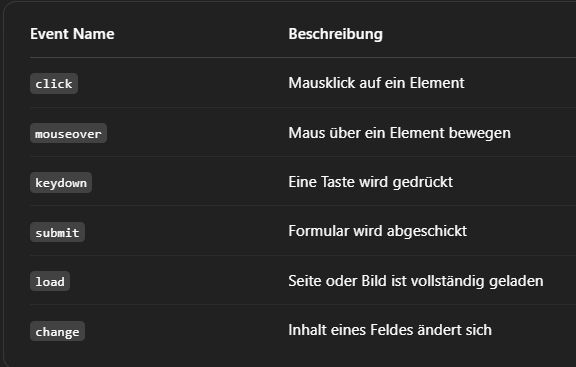 Event Name Beschreibung
click Mausklick auf ein Element
mouseover Maus über ein Element bewegen
keydown Eine Taste wird gedrückt
submit Formular wird abgeschickt
load Seite oder Bild ist vollständig geladen
change Inhalt eines Feldes ändert sich